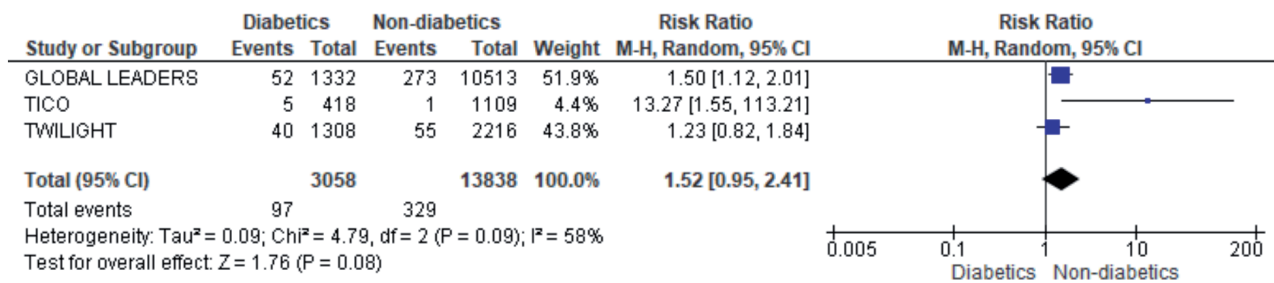 Diabetics Non-diabetics Risk Ratio Risk Ratio
Study or Subgroup Events Total Events Total Weight M-H, Random, 95% CI M-H, Random, 95% CI
GLOBAL LEADERS 52 1332 273 10513 51.9% 1.50 [1.12, 2.01]
TICO 5 418 1 1109 4.4% 13.27 [1.55, 113.21]
TWILIGHT 40 1308 55 2216 43.8% 1.23 [0.82, 1.84]
Total (95% CI) 3058 13838 100.0% 1.52 [0.95, 2.41]
Total events 97 329
Heterogeneity: Tau² = 0.09; Chi² = 4.79, df = 2 (P = 0.09); I² = 58%
Test for overall effect: Z = 1.76 (P = 0.08)
0.005 0.1 1 10 200
Diabetics Non-diabetics